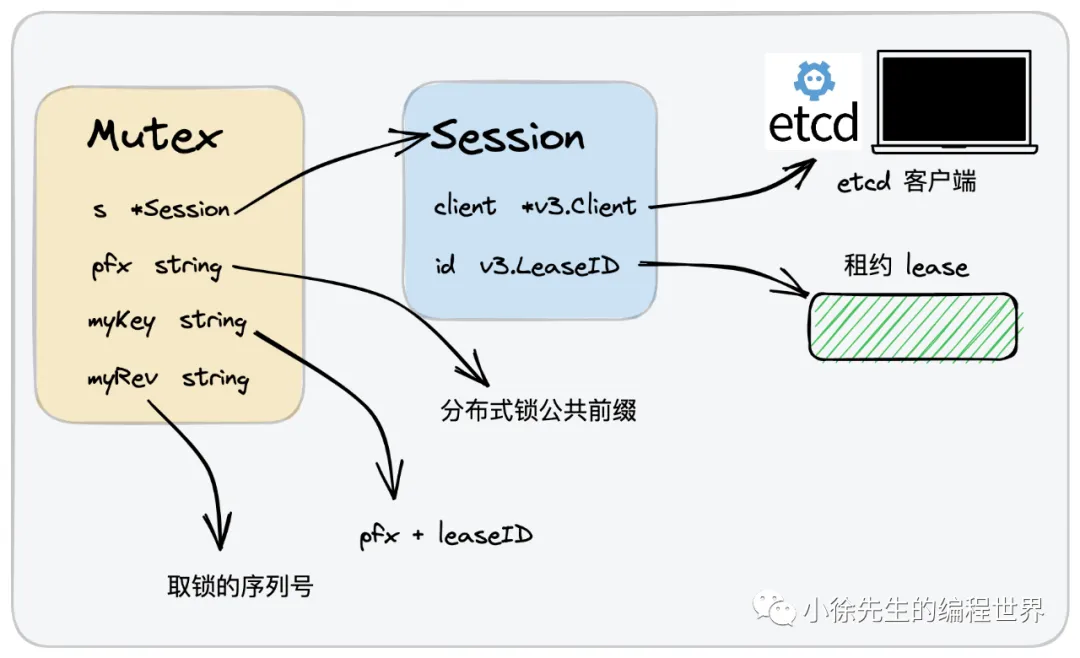 Mutex
s *Session
pfx string
myKey string
myRev string
Session
client *v3.Client
id v3.LeaseID
etcd
etcd 客户端
租约 lease
分布式锁公共前缀
pfx + leaseID
取锁的序列号
小徐先生的编程世界